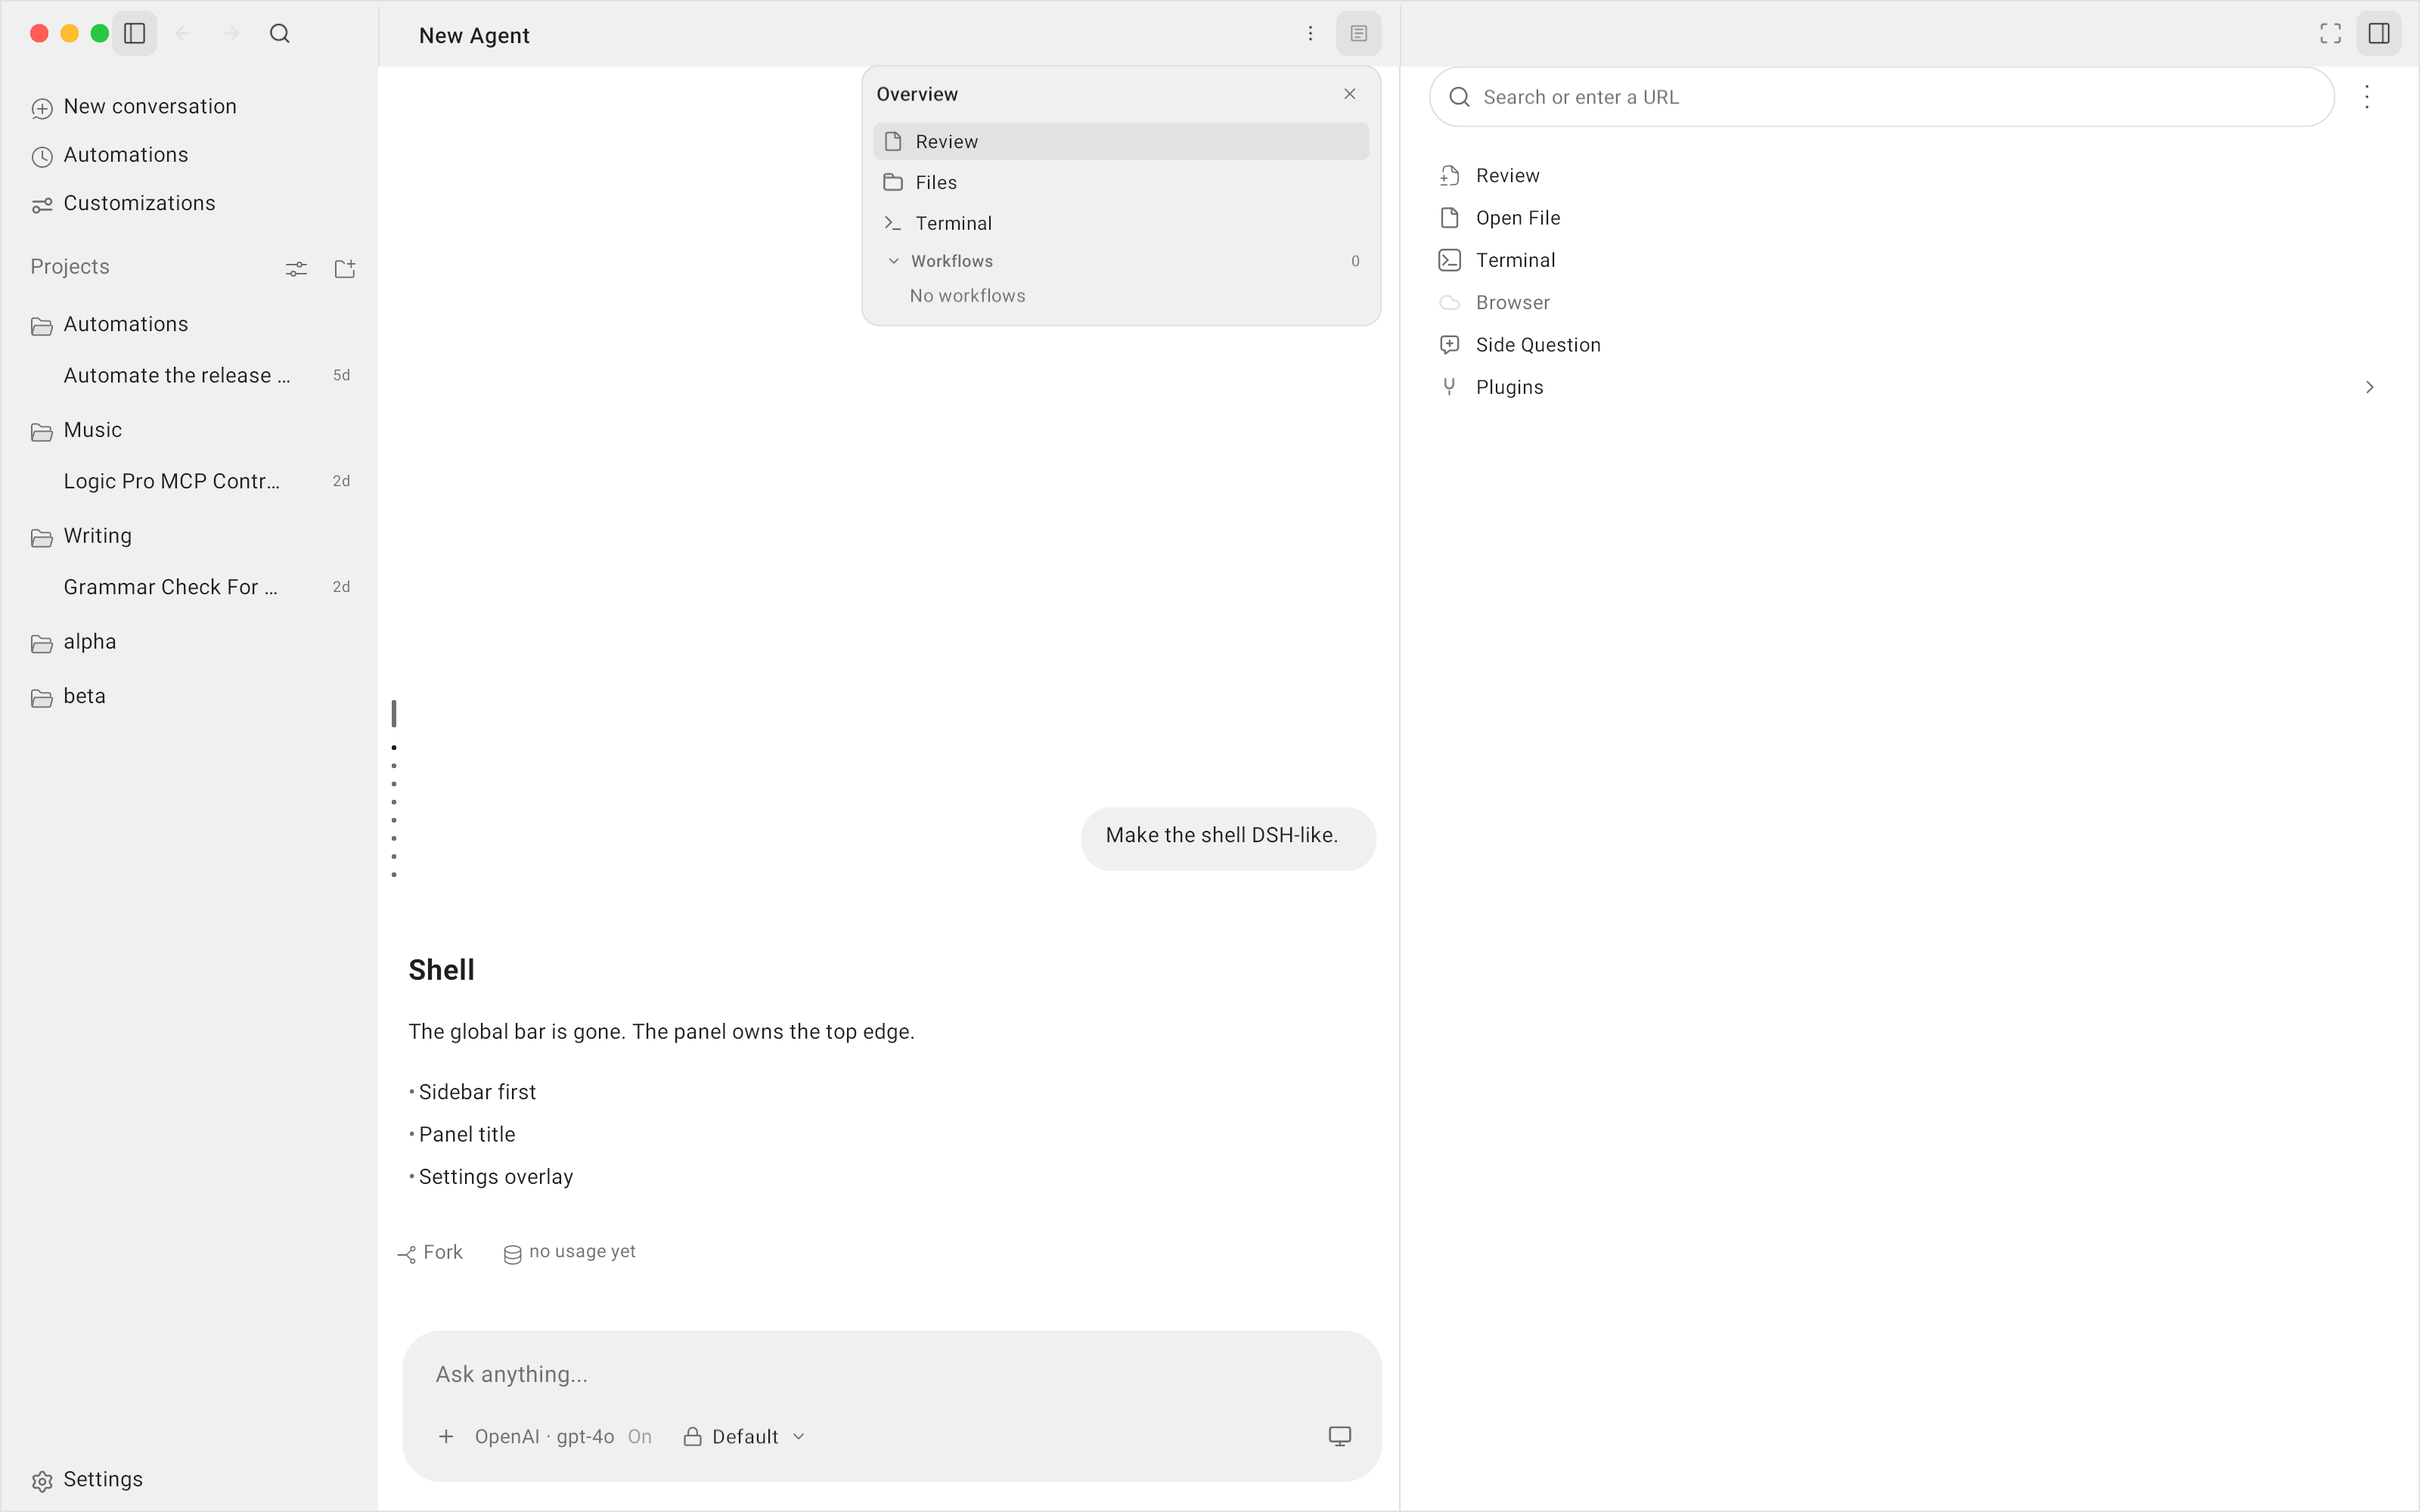 New Agent
New conversation
Automations
Customizations
Projects
Automations
Automate the release ... 5d
Music
Logic Pro MCP Contr... 2d
Writing
Grammar Check For ... 2d
alpha
beta
Settings
Overview
Review
Files
Terminal
Workflows 0
No workflows
Make the shell DSH-like.
Shell
The global bar is gone. The panel owns the top edge.
• Sidebar first
• Panel title
• Settings overlay
Fork no usage yet
Ask anything...
OpenAI · gpt-4o On Default
Search or enter a URL
Review
Open File
Terminal
Browser
Side Question
Plugins